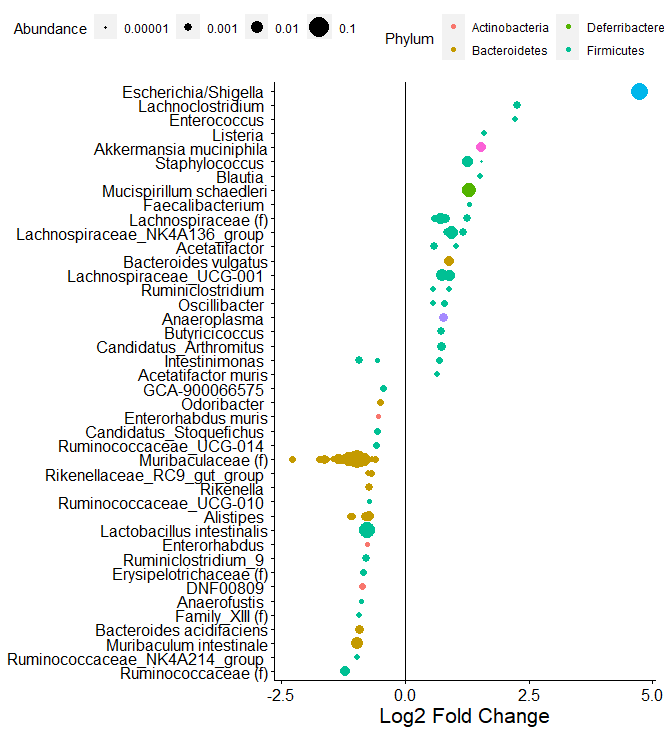 Abundance 0.00001 0.001 0.01 0.1
Phylum Actinobacteria Deferribactere
Bacteroidetes Firmicutes
Escherichia/Shigella
Lachnoclostridium
Enterococcus
Listeria
Akkermansia muciniphila
Staphylococcus
Blautia
Mucispirillum schaedleri
Faecalibacterium
Lachnospiraceae (f)
Lachnospiraceae_NK4A136_group
Acetatifactor
Bacteroides vulgatus
Lachnospiraceae_UCG-001
Ruminiclostridium
Oscillibacter
Anaeroplasma
Butyricicoccus
Candidatus_Arthromitus
Intestinimonas
Acetatifactor muris
GCA-900066575
Odoribacter
Enterorhabdus muris
Candidatus_Stoquefichus
Ruminococcaceae_UCG-014
Muribaculaceae (f)
Rikenellaceae_RC9_gut_group
Rikenella
Ruminococcaceae_UCG-010
Alistipes
Lactobacillus intestinalis
Enterorhabdus
Ruminiclostridium_9
Erysipelotrichaceae (f)
DNF00809
Anaerofustis
Family_XIII (f)
Bacteroides acidifaciens
Muribaculum intestinale
Ruminococcaceae_NK4A214_group
Ruminococcaceae (f)
-2.5 0.0 2.5 5.0
Log2 Fold Change